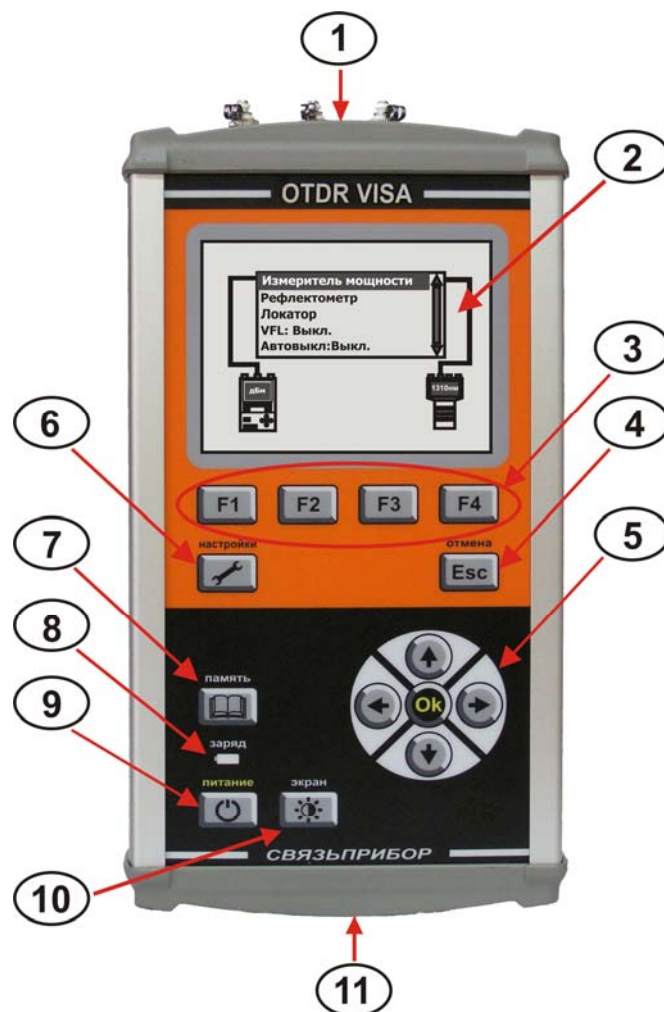 1
OTDR VISA
2
Измеритель мощности
Рефлектометр
Локатор
VFL: Выкл.
Автовыкл:Выкл.
дБм
1310нм
3
4
6
F1 F2 F3 F4
настройки
отмена
Esc
5
7
память
8
заряд
Ok
9
питание
экран
10
СВЯЗЬПРИБОР
11